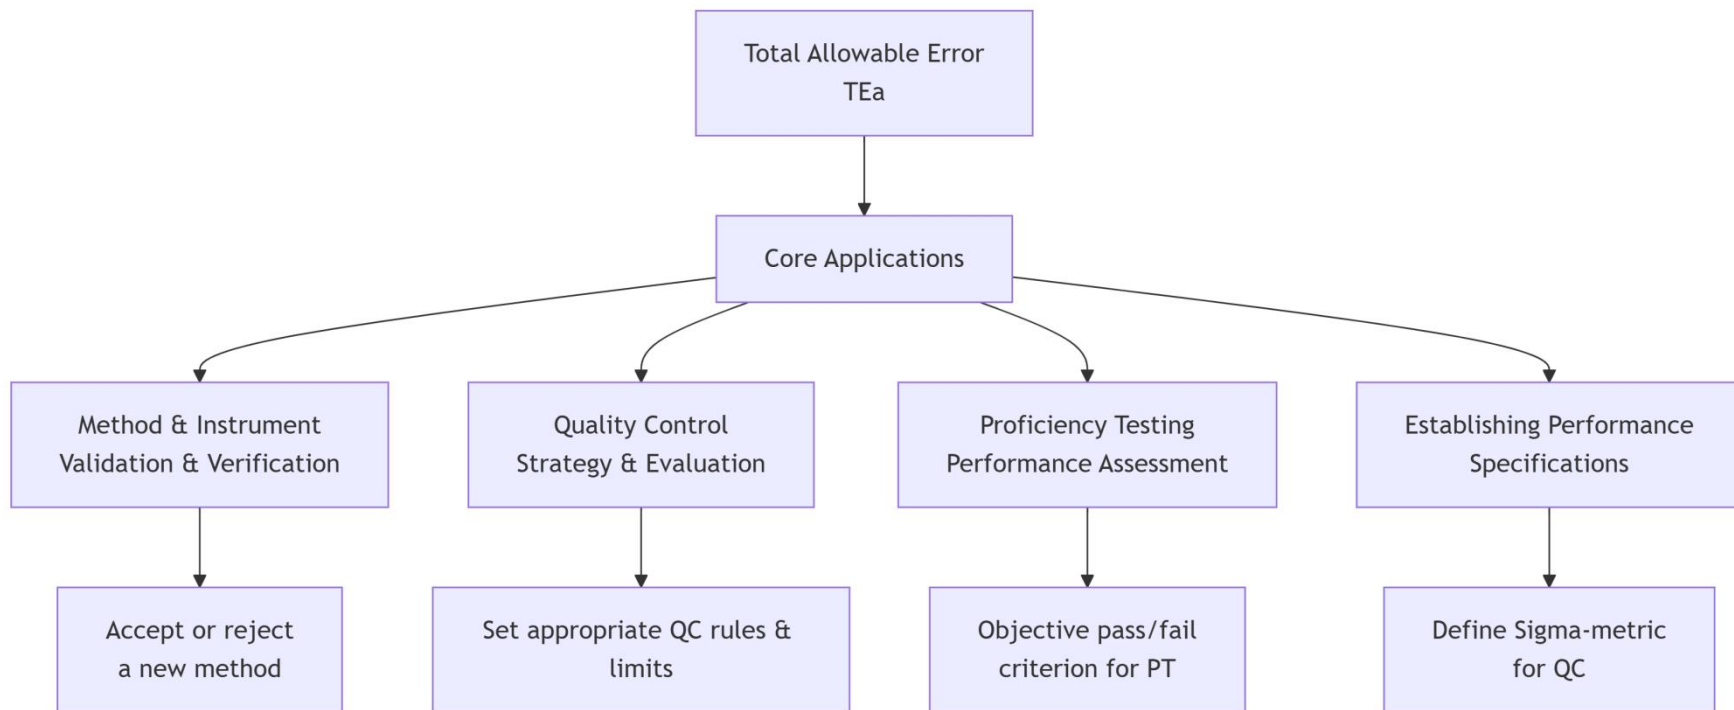 Total Allowable Error
TEa
Core Applications
Method & Instrument
Validation & Verification
Quality Control
Strategy & Evaluation
Proficiency Testing
Performance Assessment
Establishing Performance
Specifications
Accept or reject
a new method
Set appropriate QC rules &
limits
Objective pass/fail
criterion for PT
Define Sigma-metric
for QC